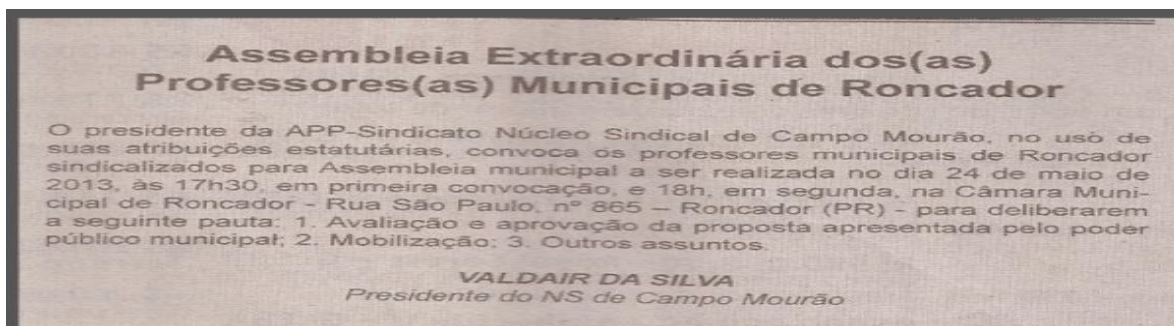 Assembleia Extraordinária dos(as)
Professores(as) Municipais de Roncador
O presidente da APP-Sindicato Núcleo Sindical de Campo Mourão, no uso de
suas atribuições estatutárias, convoca os professores municipais de Roncador
sindicalizados para Assembleia municipal a ser realizada no dia 24 de maio de
2013, às 17h30, em primeira convocação, e 18h, em segunda, na Câmara Muni-
cipal de Roncador - Rua São Paulo, nº 865 – Roncador (PR) - para deliberarem
a seguinte pauta: 1. Avaliação e aprovação da proposta apresentada pelo poder
público municipal; 2. Mobilização; 3. Outros assuntos.
VALDAIR DA SILVA
Presidente do NS de Campo Mourão